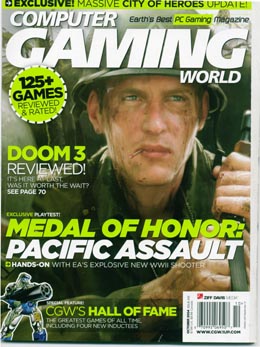 EXCLUSIVE! MASSIVE CITY OF HEROES UPDATE!
COMPUTER
Earth's Best PC Gaming Magazine
GAMING
WORLD
125+
GAMES
REVIEWED
& RATED!
DOOM 3
REVIEWED!
IT'S HERE AT LAST.
WAS IT WORTH THE WAIT?
SEE PAGE 70
EXCLUSIVE PLAYTEST!
MEDAL OF HONOR:
PACIFIC ASSAULT
HANDS-ON WITH EA'S EXPLOSIVE NEW WWII SHOOTER!
SPECIAL FEATURE:
CGW'S HALL OF FAME
THE GREATEST GAMES OF ALL TIME,
INCLUDING FOUR NEW INDUCTEES
ZIFF DAVIS MEDIA
OCTOBER 2004
WWW.CGW.1UP.COM